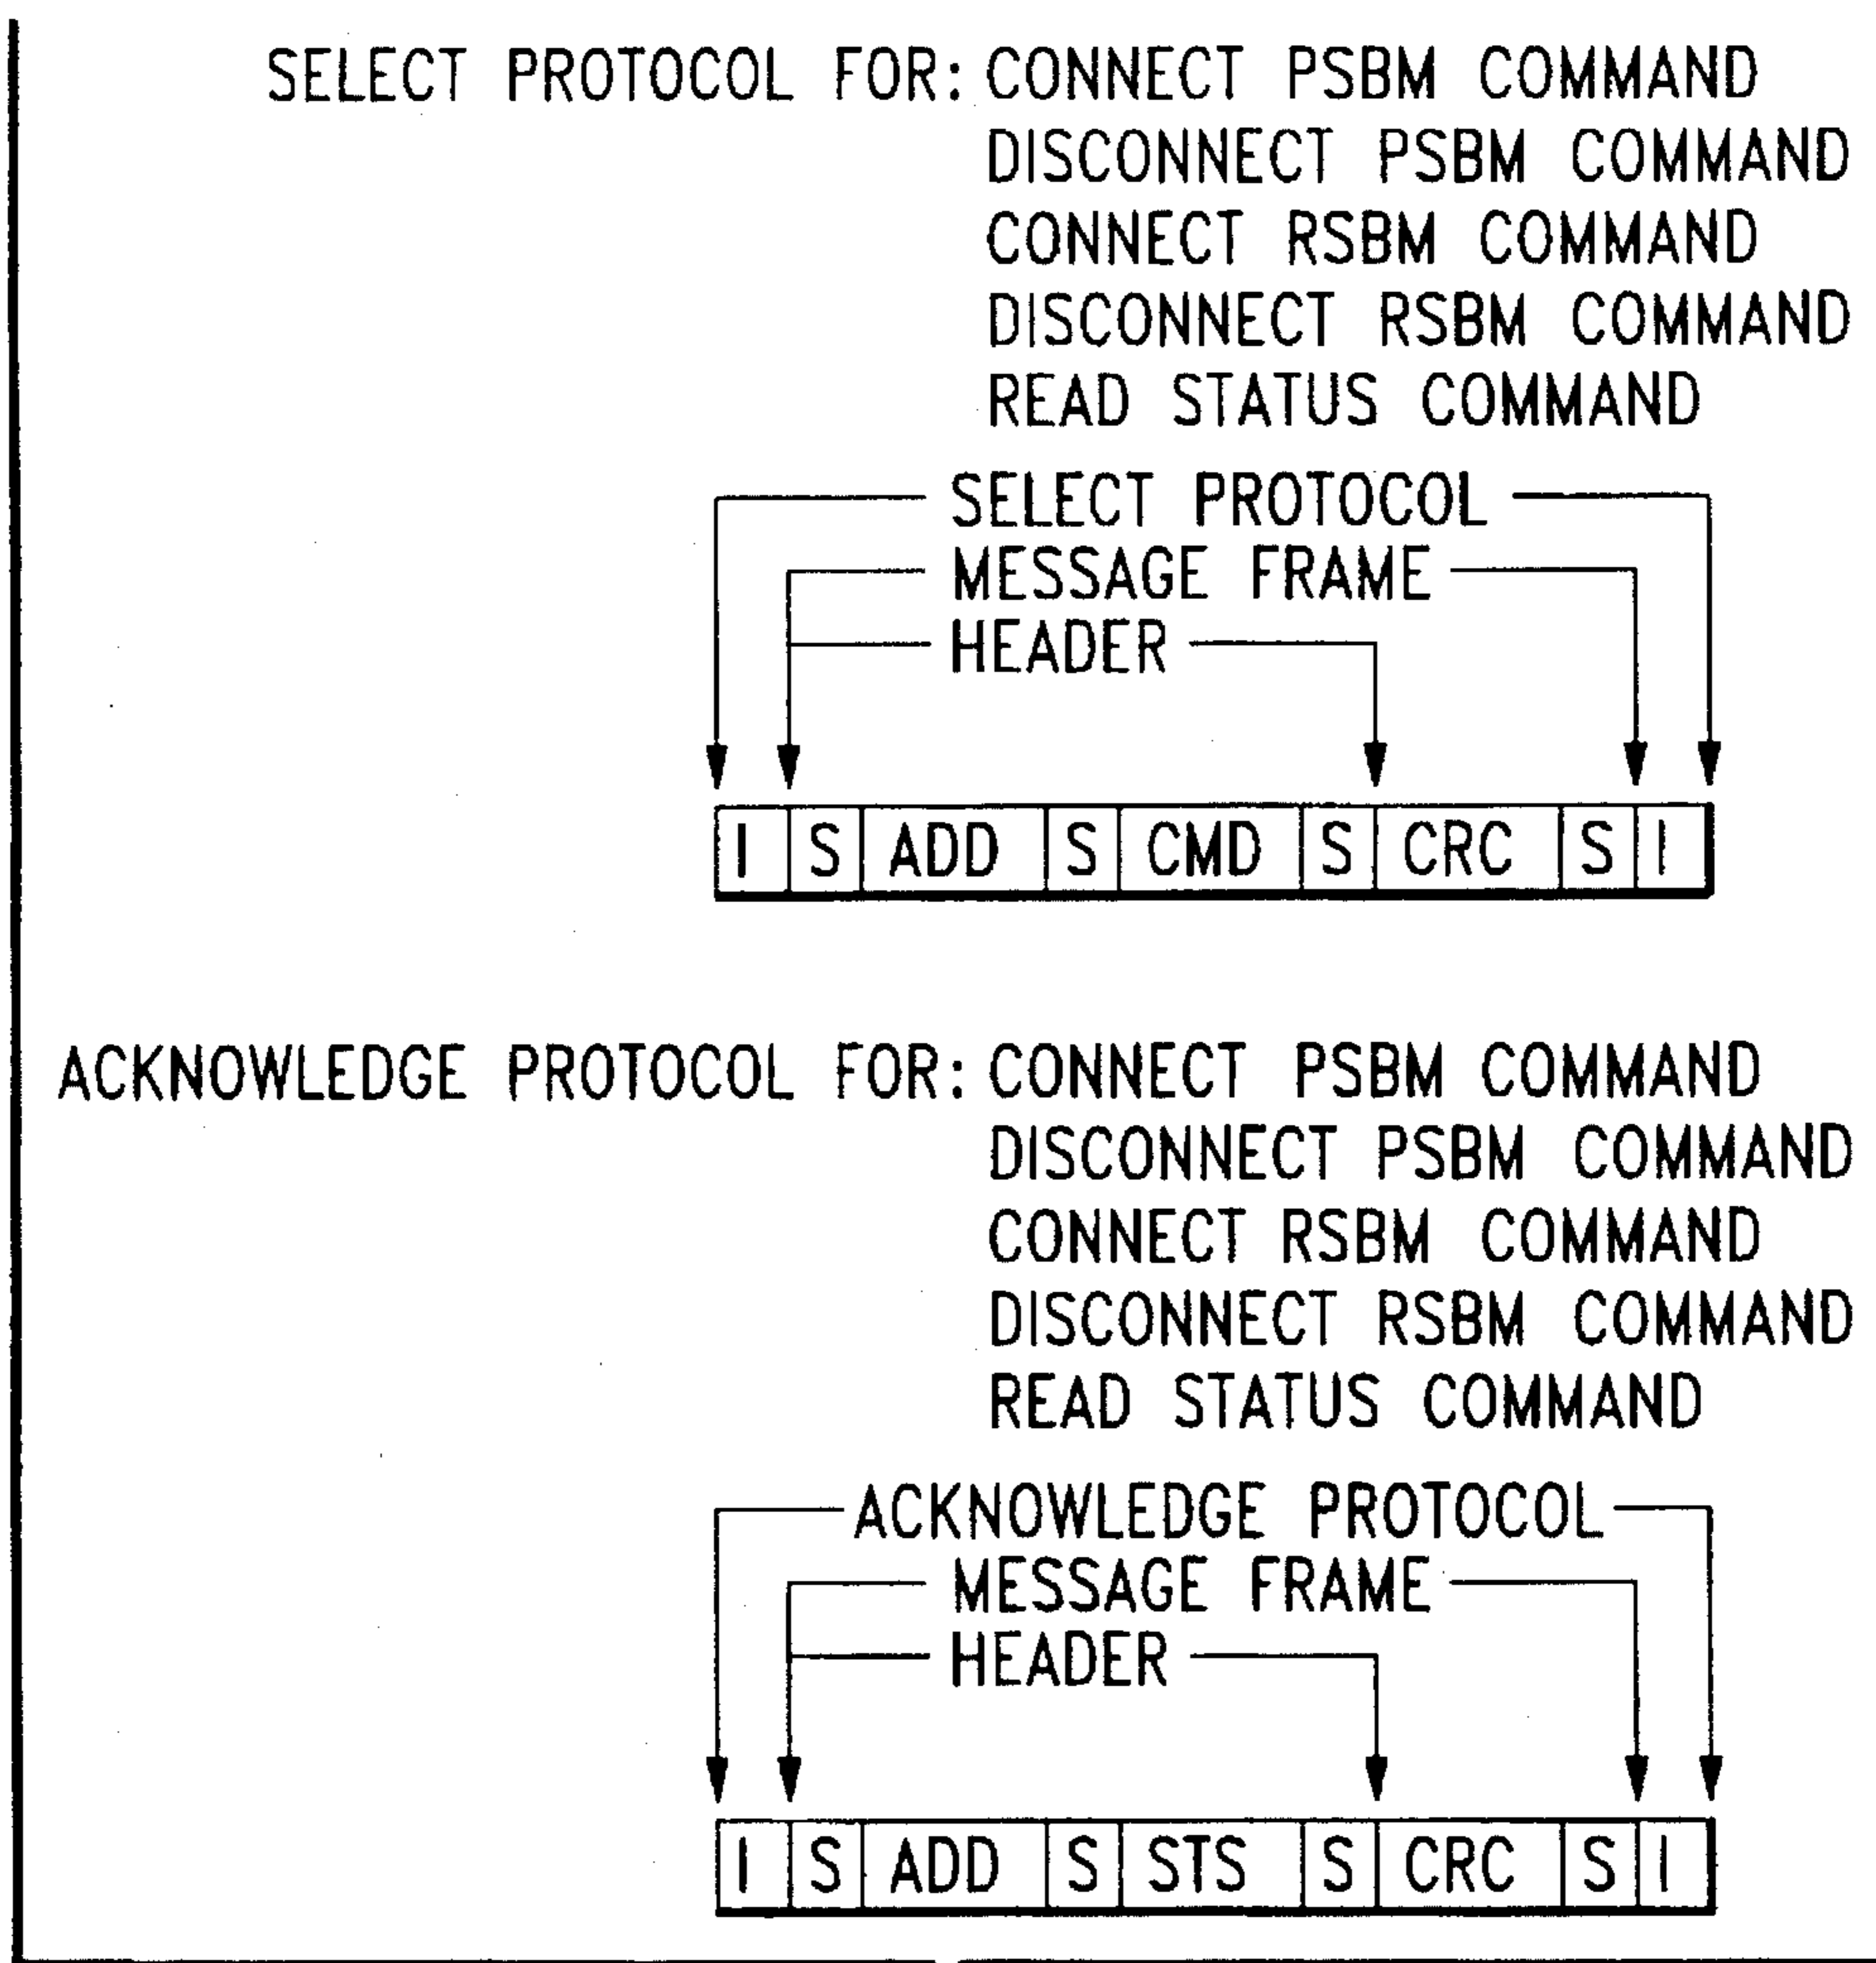 SELECT PROTOCOL FOR: CONNECT PSBM COMMAND
DISCONNECT PSBM COMMAND
CONNECT RSBM COMMAND
DISCONNECT RSBM COMMAND
READ STATUS COMMAND
SELECT PROTOCOL
MESSAGE FRAME
HEADER
I S ADD S CMD S CRC S I
ACKNOWLEDGE PROTOCOL FOR: CONNECT PSBM COMMAND
DISCONNECT PSBM COMMAND
CONNECT RSBM COMMAND
DISCONNECT RSBM COMMAND
READ STATUS COMMAND
ACKNOWLEDGE PROTOCOL
MESSAGE FRAME
HEADER
I S ADD S STS S CRC S I